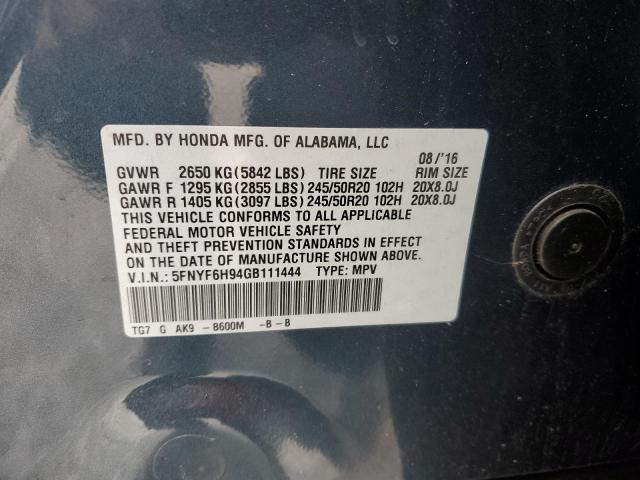 MFD. BY HONDA MFG. OF ALABAMA, LLC 08/'16
GVWR 2650 KG (5842 LBS) TIRE SIZE RIM SIZE
GAWR F 1295 KG (2855 LBS) 245/50R20 102H 20X8.0J
GAWR R 1405 KG (3097 LBS) 245/50R20 102H 20X8.0J
THIS VEHICLE CONFORMS TO ALL APPLICABLE
FEDERAL MOTOR VEHICLE SAFETY
AND THEFT PREVENTION STANDARDS IN EFFECT
ON THE DATE OF MANUFACTURE SHOWN ABOVE.
V.I.N.: 5FNYF6H94GB111444 TYPE: MPV
TG7 G AK9 -B600M -B-B